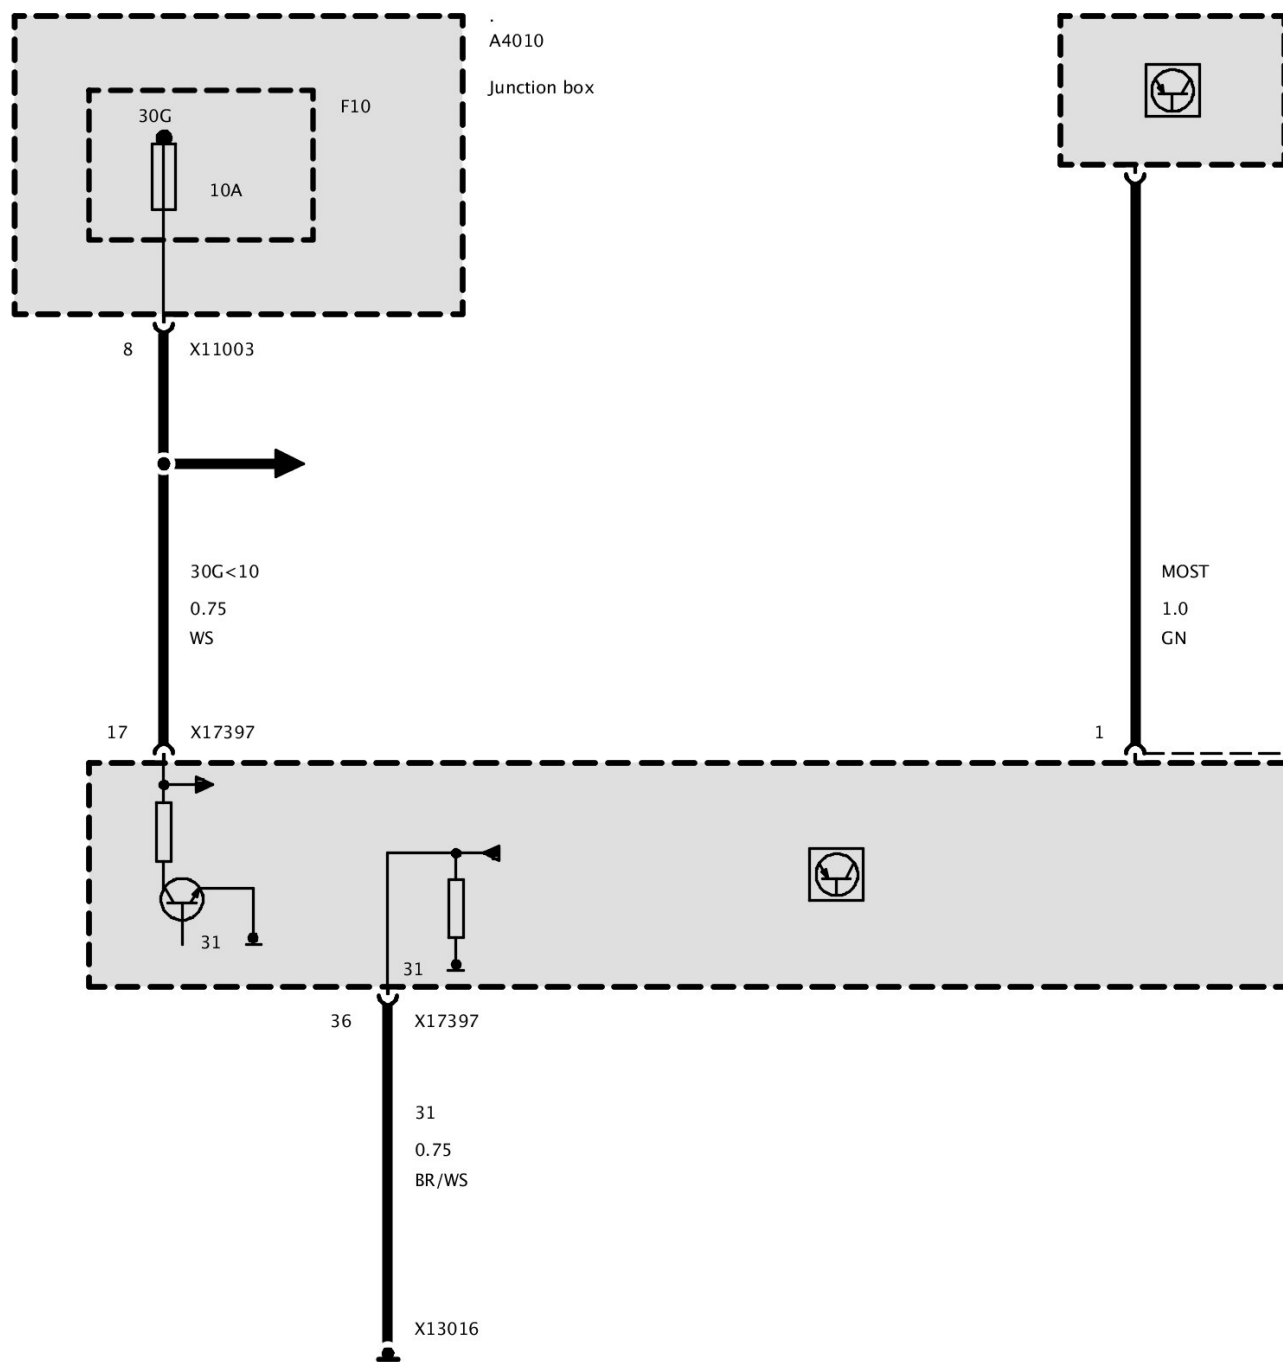 .
A4010
Junction box
F10
30G
10A
8 X11003
30G<10
0.75
WS
MOST
1.0
GN
17 X17397
1
31
31
36 X17397
31
0.75
BR/WS
X13016